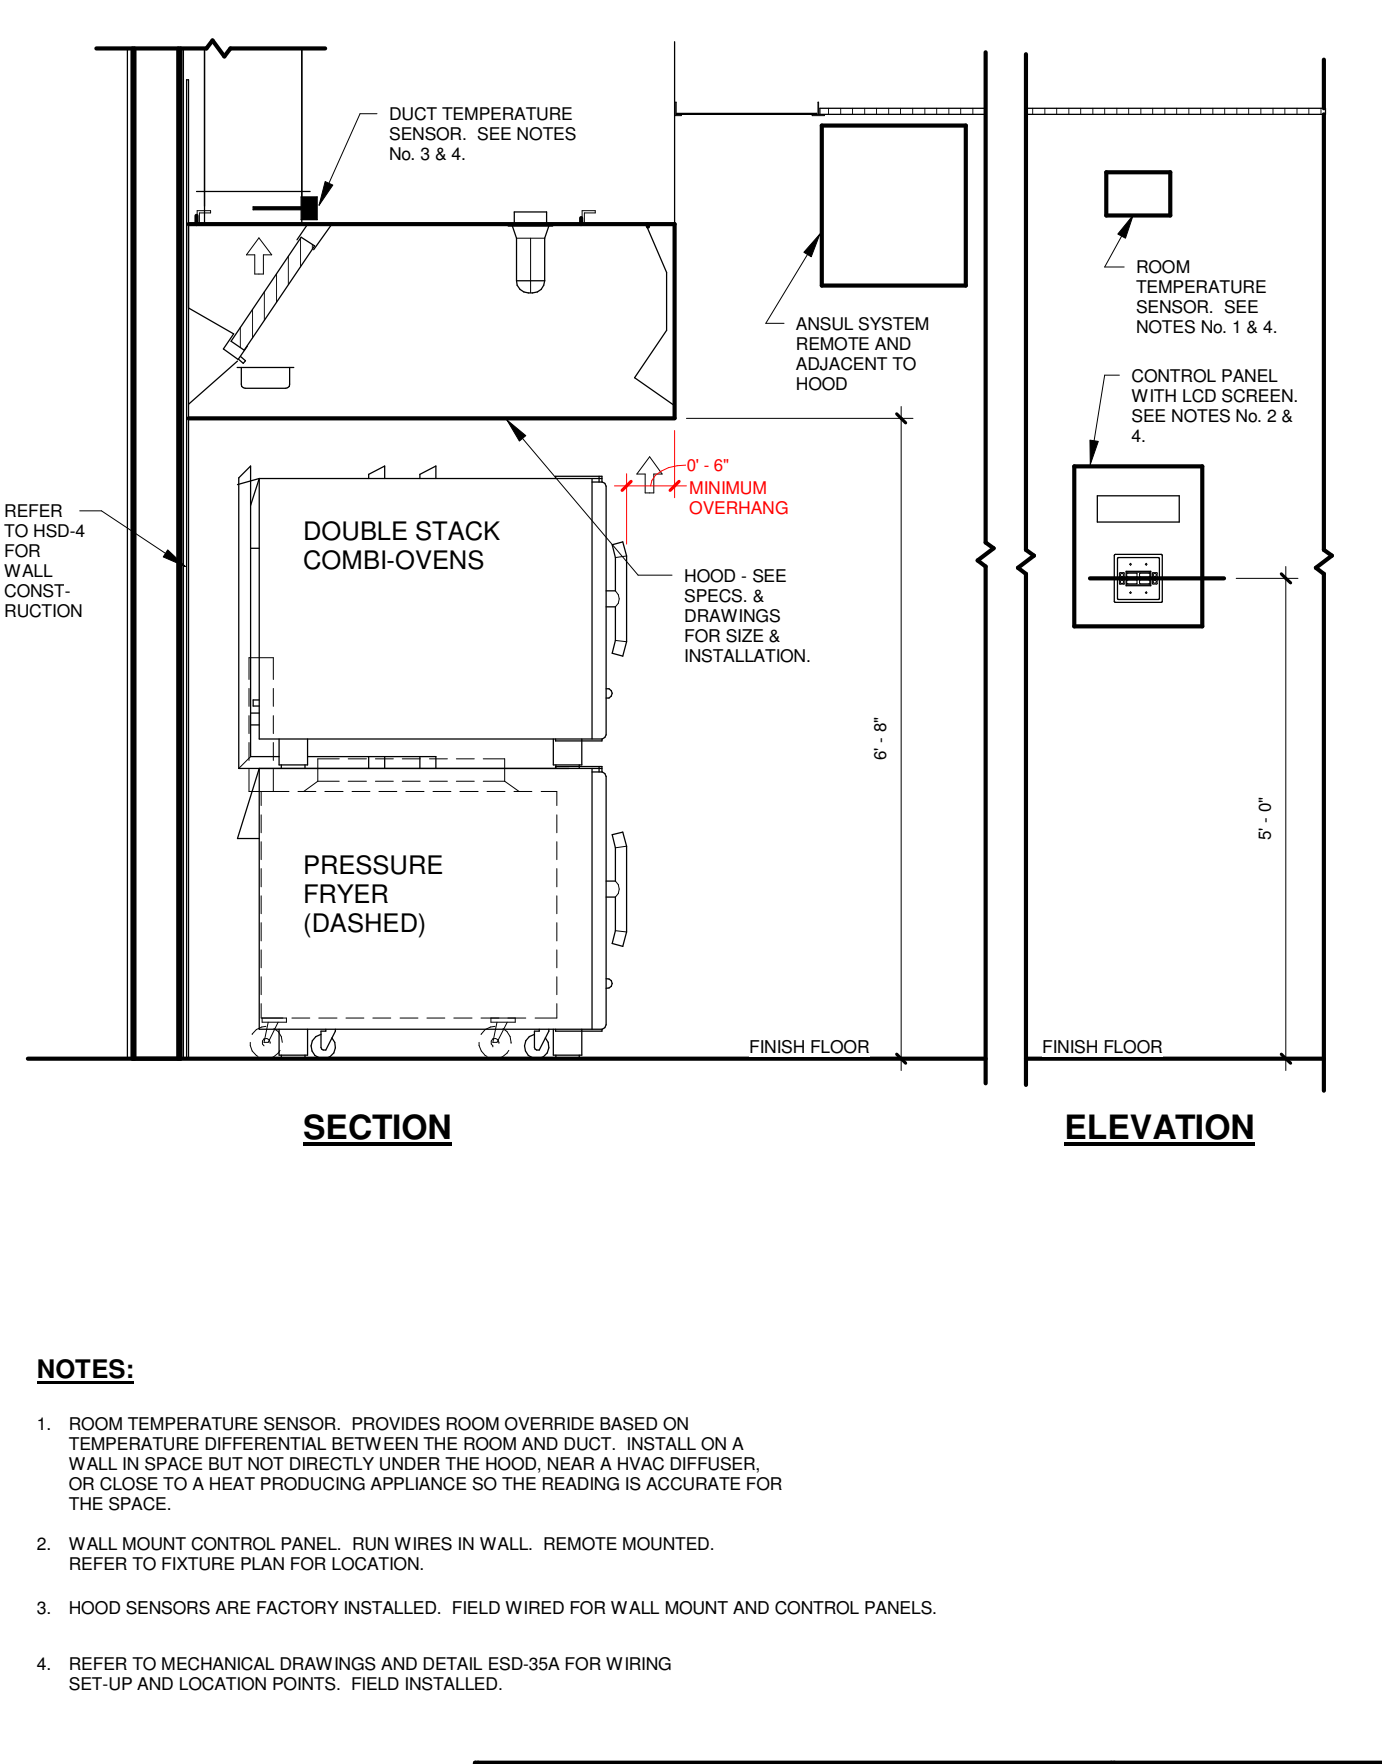 DUCT TEMPERATURE
SENSOR. SEE NOTES
No. 3 & 4.
ROOM
TEMPERATURE
SENSOR. SEE
NOTES No. 1 & 4.
ANSUL SYSTEM
REMOTE AND
ADJACENT TO
HOOD
CONTROL PANEL
WITH LCD SCREEN.
SEE NOTES No. 2 &
4.
0' - 6"
MINIMUM
OVERHANG
REFER
TO HSD-4
FOR
WALL
CONST-
RUCTION
DOUBLE STACK
COMBI-OVENS
HOOD - SEE
SPECS. &
DRAWINGS
FOR SIZE &
INSTALLATION.
6' - 8"
5' - 0"
PRESSURE
FRYER
(DASHED)
FINISH FLOOR
FINISH FLOOR
SECTION
ELEVATION
NOTES:
1. ROOM TEMPERATURE SENSOR. PROVIDES ROOM OVERRIDE BASED ON
TEMPERATURE DIFFERENTIAL BETWEEN THE ROOM AND DUCT. INSTALL ON A
WALL IN SPACE BUT NOT DIRECTLY UNDER THE HOOD, NEAR A HVAC DIFFUSER,
OR CLOSE TO A HEAT PRODUCING APPLIANCE SO THE READING IS ACCURATE FOR
THE SPACE.
2. WALL MOUNT CONTROL PANEL. RUN WIRES IN WALL. REMOTE MOUNTED.
REFER TO FIXTURE PLAN FOR LOCATION.
3. HOOD SENSORS ARE FACTORY INSTALLED. FIELD WIRED FOR WALL MOUNT AND CONTROL PANELS.
4. REFER TO MECHANICAL DRAWINGS AND DETAIL ESD-35A FOR WIRING
SET-UP AND LOCATION POINTS. FIELD INSTALLED.